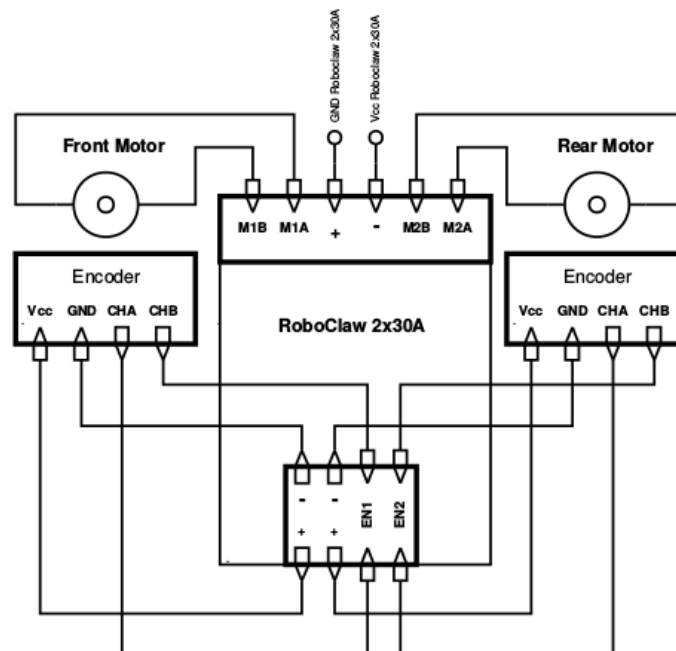 GND Roboclaw 2x30A
Vcc Roboclaw 2x30A
Front Motor
Rear Motor
M1B M1A + - M2B M2A
Encoder
Vcc GND CHA CHB
Encoder
Vcc GND CHA CHB
RoboClaw 2x30A
- - EN1 EN2
+ +